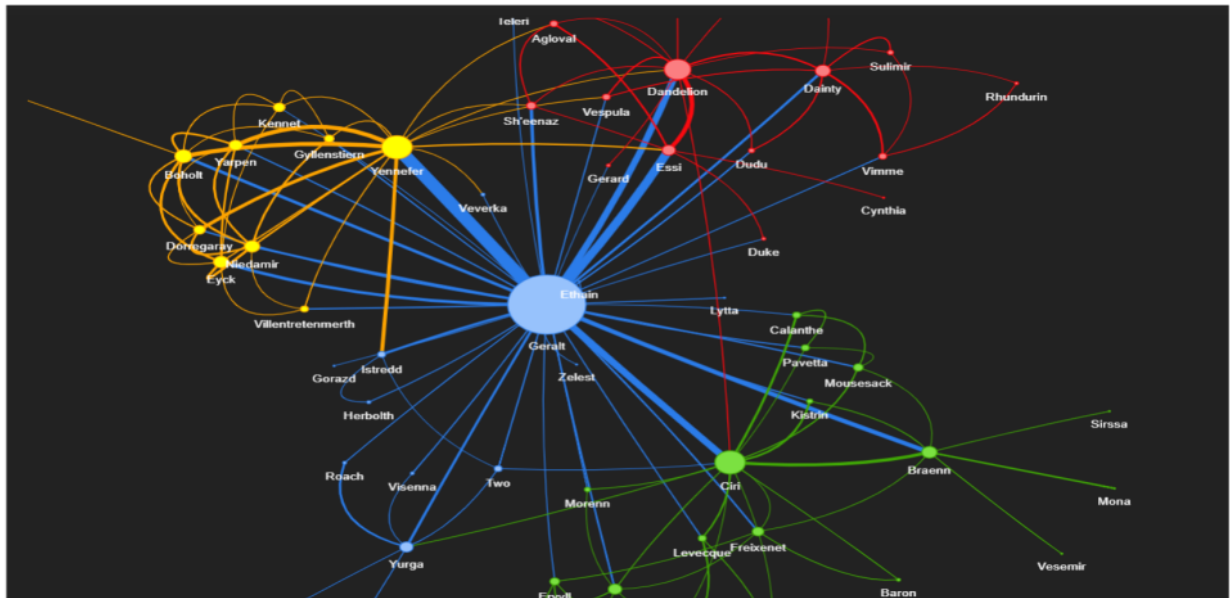 Teleri
Agloval
Sulimir
Dandelion
Dainty
Rhundurin
Kennet
Sh'eenaz
Vespula
Yarpen
Gyllenstiern
Boholt
Yennefer
Essi
Dudu
Vimme
Gerard
Veverka
Cynthia
Dorregaray
Duke
Niedamir
Eyck
Ethain
Villentretenmerth
Lytta
Calanthe
Geralt
Pavetta
Istredd
Zelest
Gorazd
Mousesack
Herbolth
Kistrin
Sirssa
Braenn
Roach
Visenna
Two
Ciri
Morenn
Mona
Freixenet
Levecque
Yurga
Vesemir
Baron